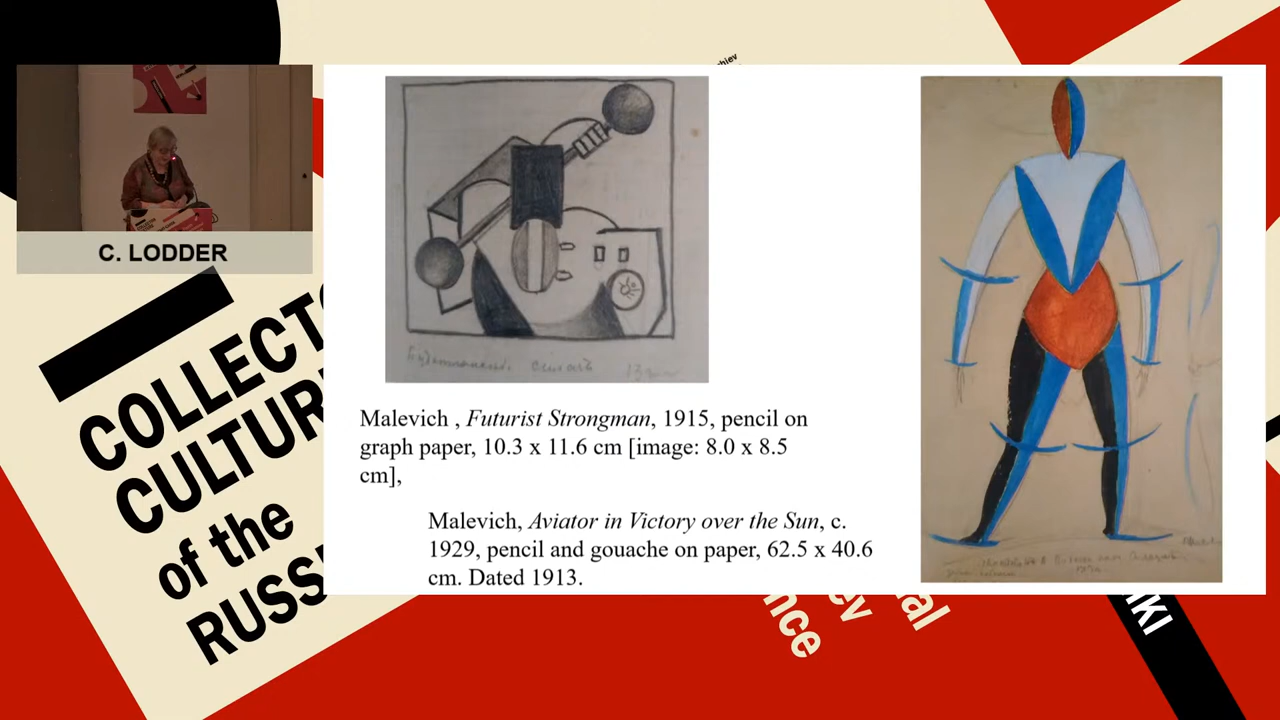 C. LODDER
Malevich , Futurist Strongman, 1915, pencil on
graph paper, 10.3 x 11.6 cm [image: 8.0 x 8.5
cm],
Malevich, Aviator in Victory over the Sun, c.
1929, pencil and gouache on paper, 62.5 x 40.6
cm. Dated 1913.
COLLECT
CULTUR
of the
RUSS